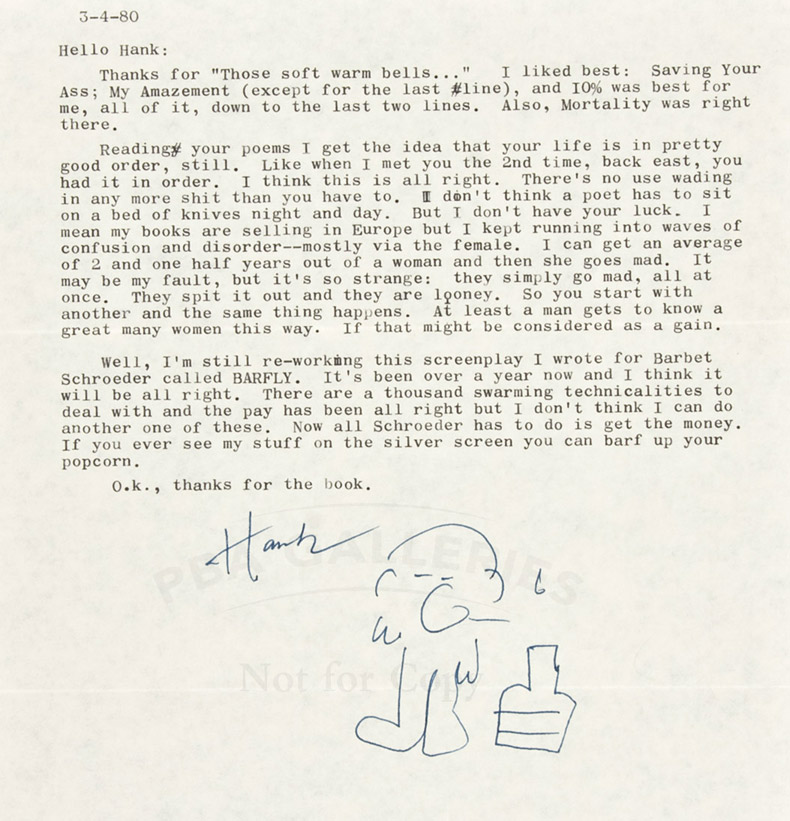 3-4-80
Hello Hank:
Thanks for "Those soft warm bells..." I liked best: Saving Your
Ass; My Amazement (except for the last line), and 10% was best for
me, all of it, down to the last two lines. Also, Mortality was right
there.
Reading your poems I get the idea that your life is in pretty
good order, still. Like when I met you the 2nd time, back east, you
had it in order. I think this is all right. There's no use wading
in any more shit than you have to. I don't think a poet has to sit
on a bed of knives night and day. But I don't have your luck. I
mean my books are selling in Europe but I kept running into waves of
confusion and disorder--mostly via the female. I can get an average
of 2 and one half years out of a woman and then she goes mad. It
may be my fault, but it's so strange: they simply go mad, all at
once. They spit it out and they are looney. So you start with
another and the same thing happens. At least a man gets to know a
great many women this way. If that might be considered as a gain.
Well, I'm still re-working this screenplay I wrote for Barbet
Schroeder called BARFLY. It's been over a year now and I think it
will be all right. There are a thousand swarming technicalities to
deal with and the pay has been all right but I don't think I can do
another one of these. Now all Schroeder has to do is get the money.
If you ever see my stuff on the silver screen you can barf up your
popcorn.
O.k., thanks for the book.
Hank
PBA GALLERIES
Not for Copy